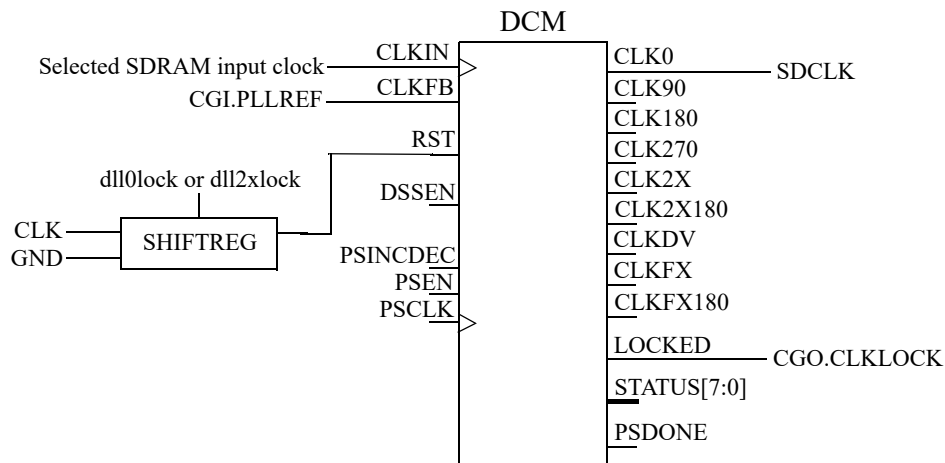 DCM
CLKIN
Selected SDRAM input clock
CLKFB
CGI.PLLREF
RST
dll0lock or dll2xlock
DSSEN
CLK
SHIFTREG
GND
PSINCDEC
PSEN
PSCLK
CLK0
SDCLK
CLK90
CLK180
CLK270
CLK2X
CLK2X180
CLKDV
CLKFX
CLKFX180
LOCKED
CGO.CLKLOCK
STATUS[7:0]
PSDONE